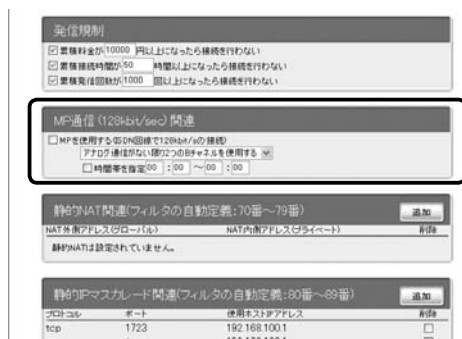 発信規制
累積料金が 10000 円以上になったら接続を行わない
累積接続時間が 50 時間以上になったら接続を行わない
累積発信回数が 1000 回以上になったら接続を行わない
MP通信(128kbit/sec)関連
MPを使用する(ISDN回線で128kbit/sの接続)
アナログ通信がない限り2つのBチャネルを使用する
時間帯を指定 00 : 00 ～ 00 : 00
静的NAT関連(フィルタの自動定義:70番～79番) 追加
NAT外側アドレス(グローバル) NAT内側アドレス(プライベート) 削除
静的NATは設定されていません。
静的IPマスカレード関連(フィルタの自動定義:80番～89番) 追加
プロトコル ポート 使用ホストIPアドレス 削除
tcp 1723 192.168.100.1